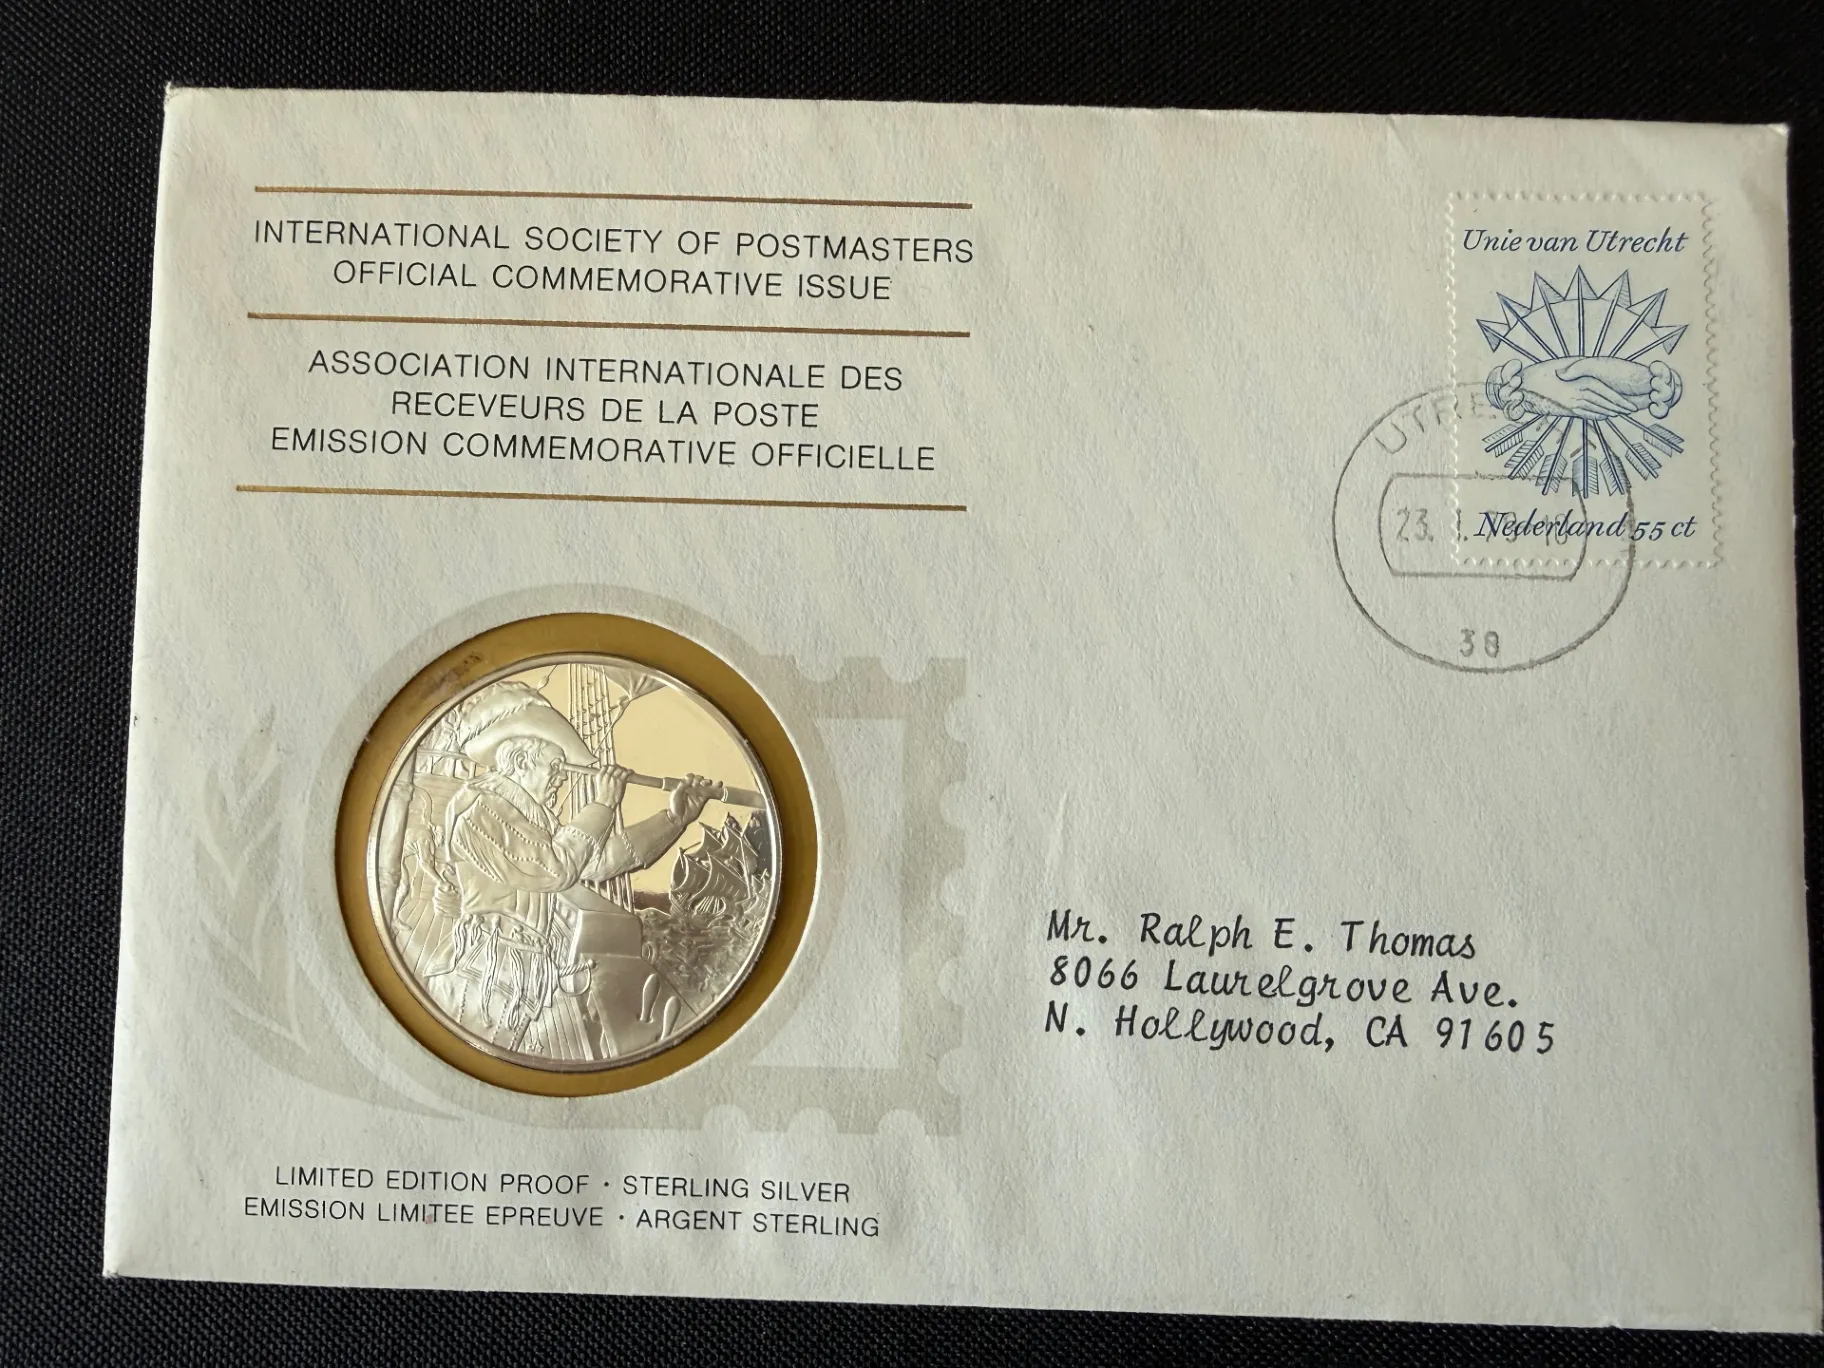 INTERNATIONAL SOCIETY OF POSTMASTERS
OFFICIAL COMMEMORATIVE ISSUE
ASSOCIATION INTERNATIONALE DES
RECEVEURS DE LA POSTE
EMISSION COMMEMORATIVE OFFICIELLE
Unie van Utrecht
Nederland 55 ct
23.
38
Mr. Ralph E. Thomas
8066 Laurelgrove Ave.
N. Hollywood, CA 91605
LIMITED EDITION PROOF · STERLING SILVER
EMISSION LIMITEE EPREUVE · ARGENT STERLING